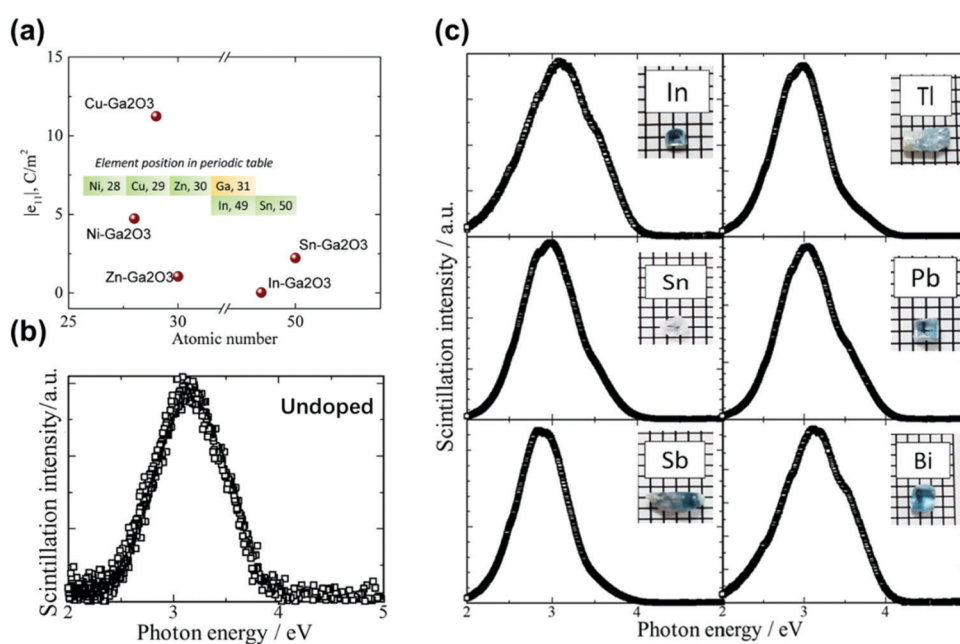 (a)
15
10
5
0
|e₁₁|, C/m²
Cu-Ga2O3
Element position in periodic table
Ni, 28 Cu, 29 Zn, 30 Ga, 31
In, 49 Sn, 50
Ni-Ga2O3
Sn-Ga2O3
Zn-Ga2O3
In-Ga2O3
25 30 50
Atomic number
(b)
Undoped
Scintillation intensity/a.u.
2 3 4 5
Photon energy / eV
(c)
In
Tl
Sn
Pb
Sb
Bi
Scintillation intensity / a.u.
2 3 4 2 3 4
Photon energy / eV